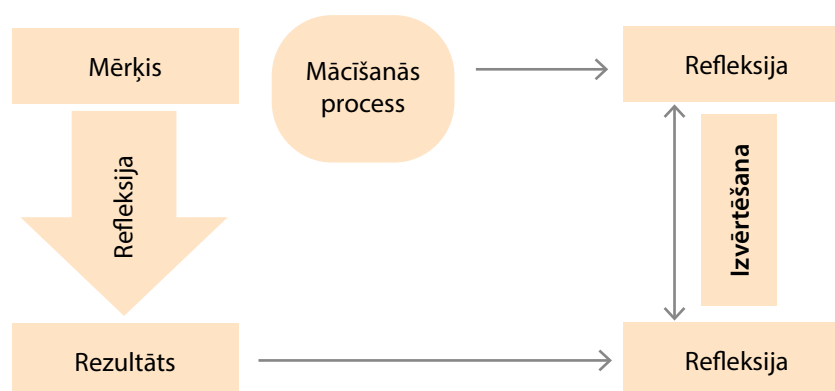 Mērķis
Mācīšanās
process
Refleksija
Refleksija
Izvērtēšana
Rezultāts
Refleksija